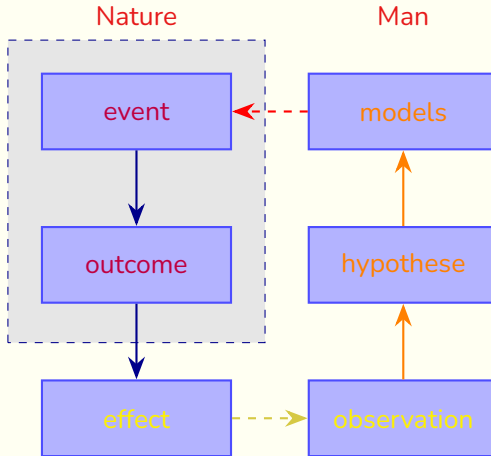 Nature Man
event models
outcome hypothese
effect observation